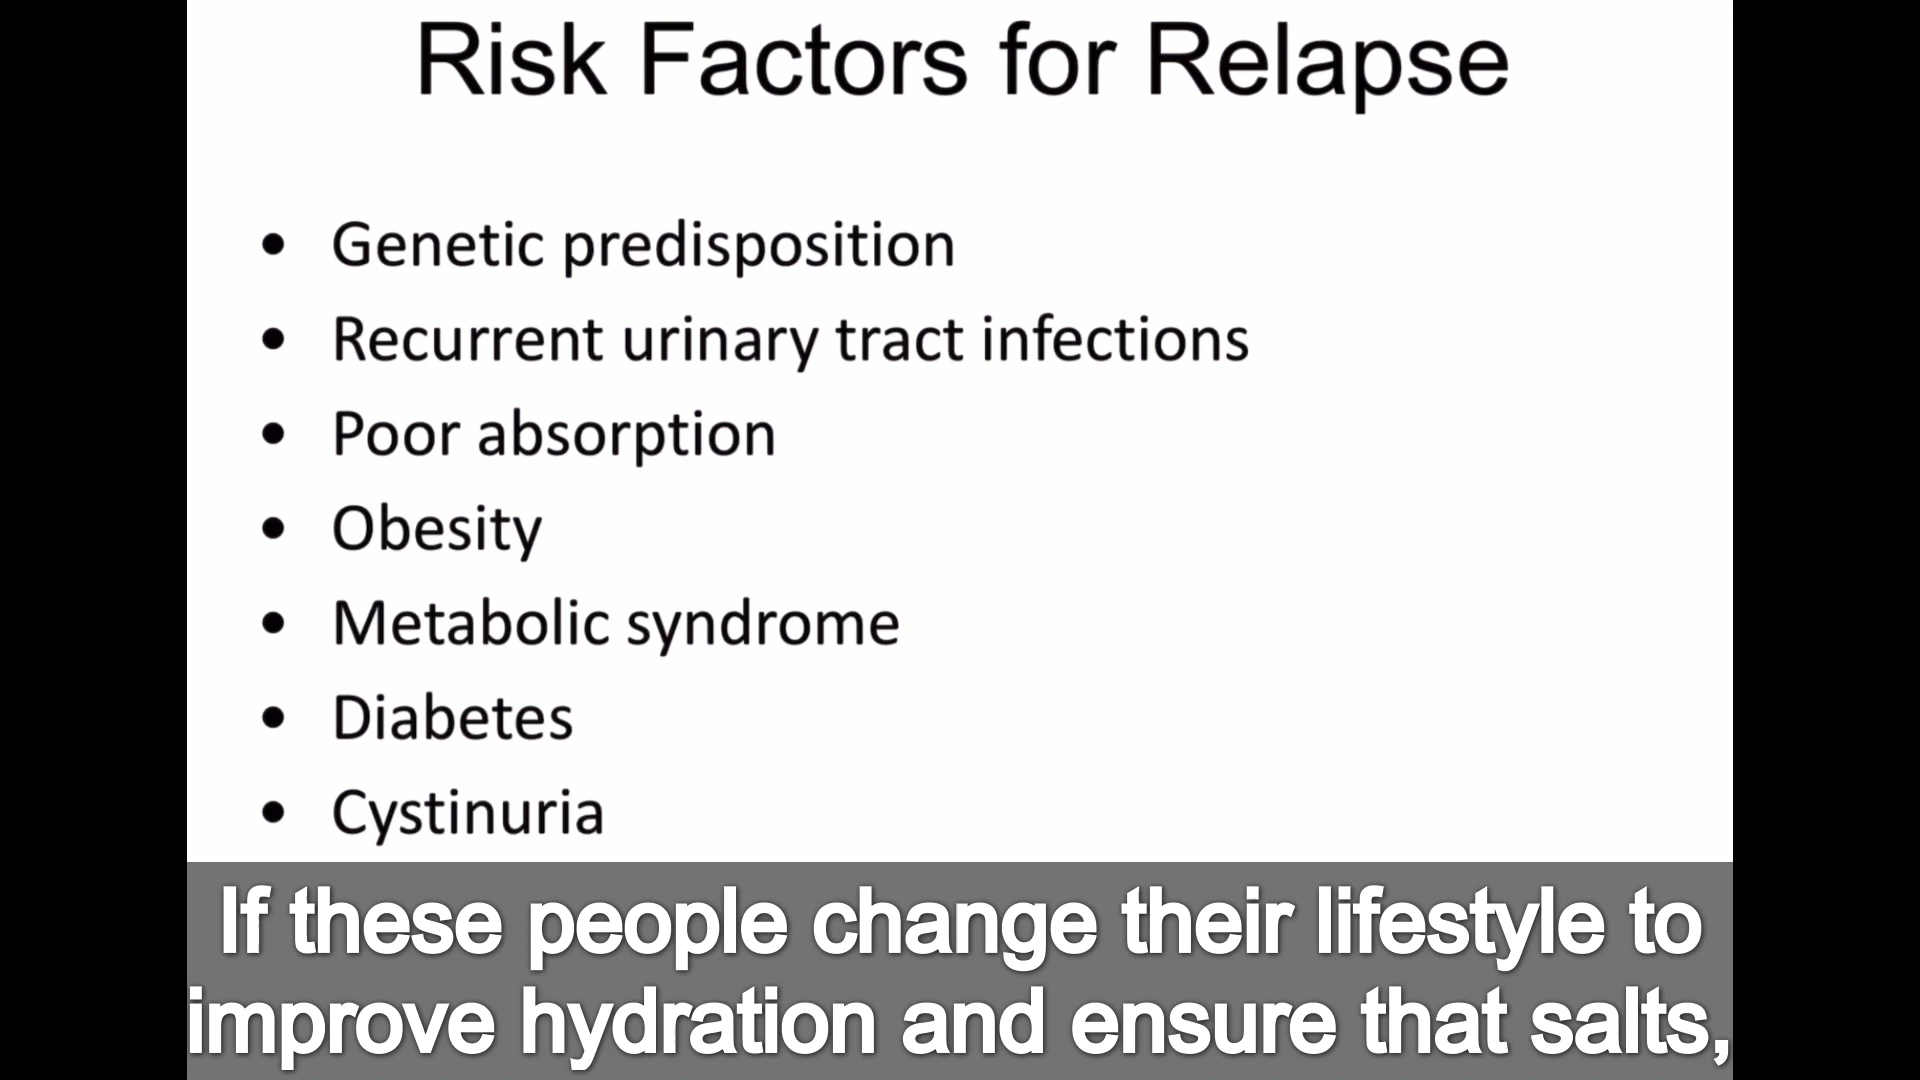 Risk Factors for Relapse
• Genetic predisposition
• Recurrent urinary tract infections
• Poor absorption
• Obesity
• Metabolic syndrome
• Diabetes
• Cystinuria
If these people change their lifestyle to
improve hydration and ensure that salts,